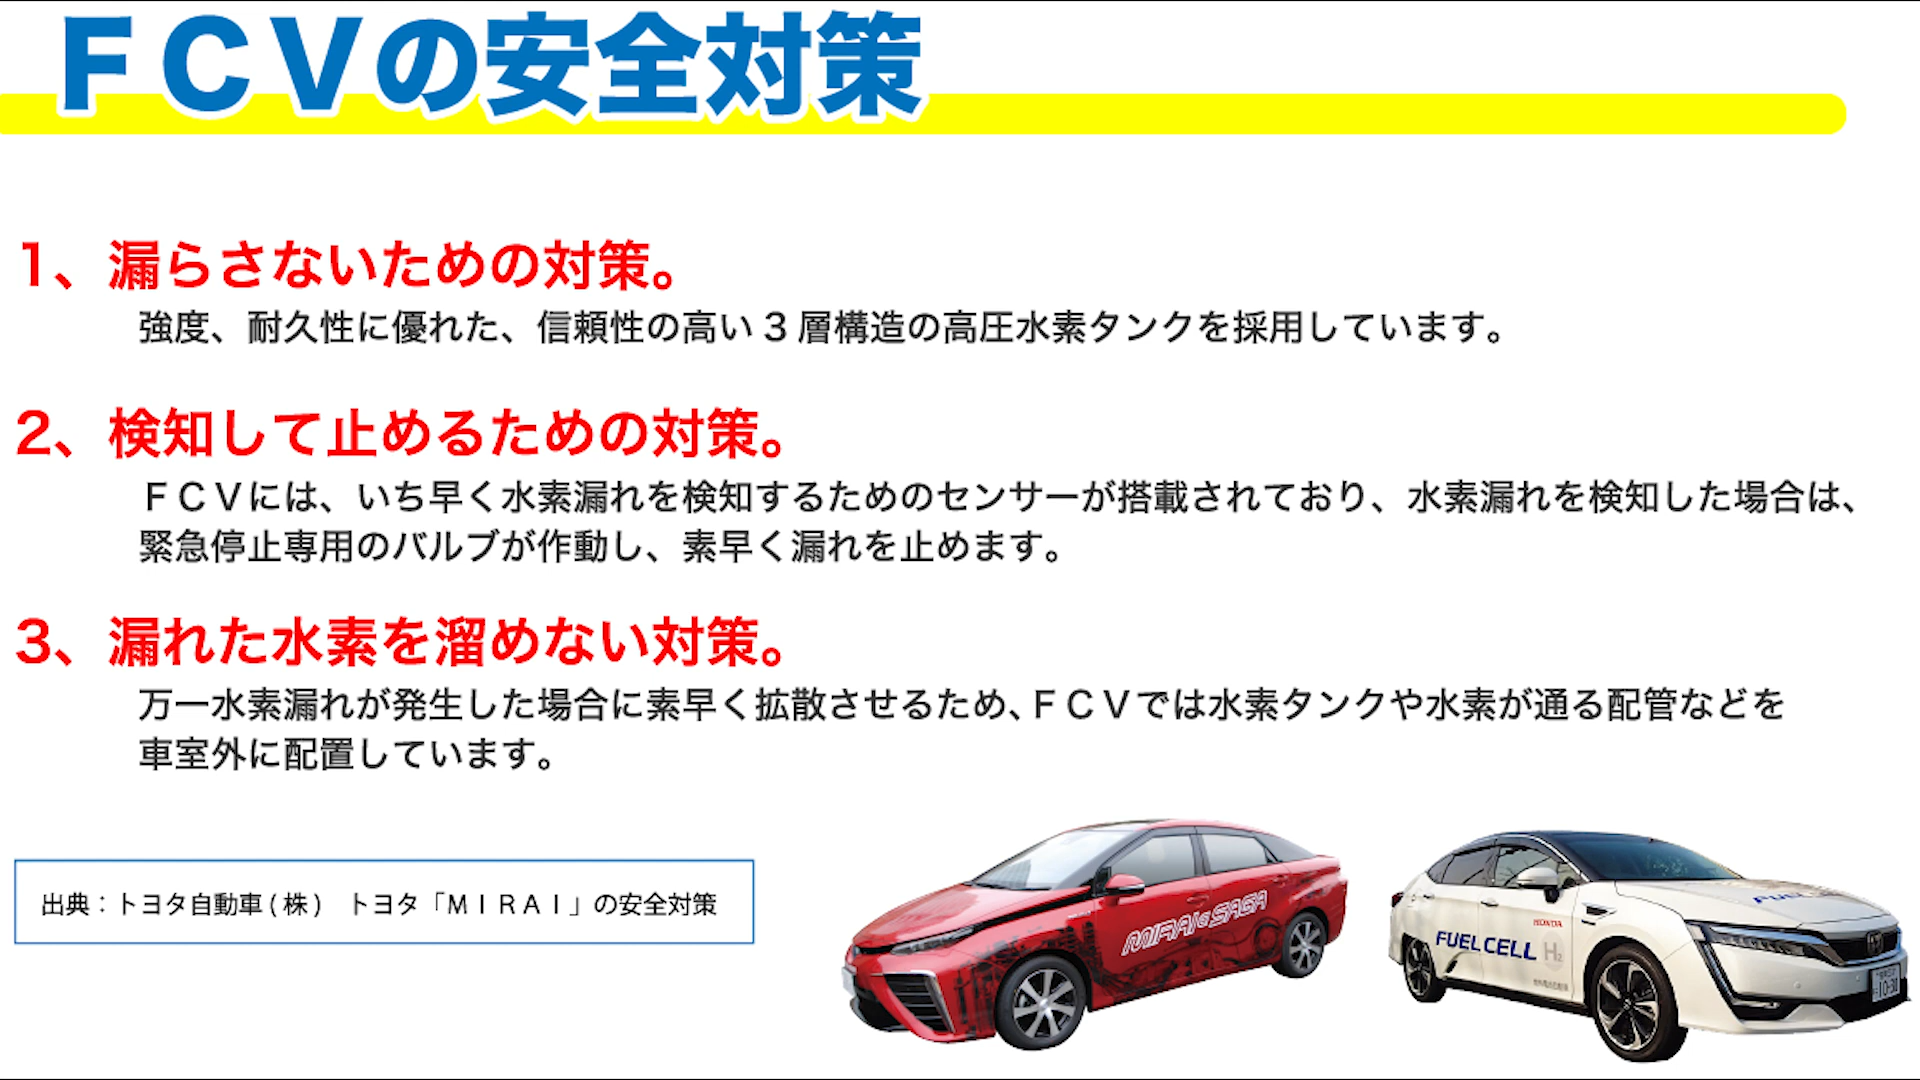 ＦＣＶの安全対策
1、漏らさないための対策。
強度、耐久性に優れた、信頼性の高い３層構造の高圧水素タンクを採用しています。
2、検知して止めるための対策。
ＦＣＶには、いち早く水素漏れを検知するためのセンサーが搭載されており、水素漏れを検知した場合は、
緊急停止専用のバルブが作動し、素早く漏れを止めます。
3、漏れた水素を溜めない対策。
万一水素漏れが発生した場合に素早く拡散させるため、ＦＣＶでは水素タンクや水素が通る配管などを
車室外に配置しています。
出典：トヨタ自動車(株)　トヨタ「ＭＩＲＡＩ」の安全対策
MIRAI SAGA
HONDA
FUEL CELL H2
FUEL
10-30